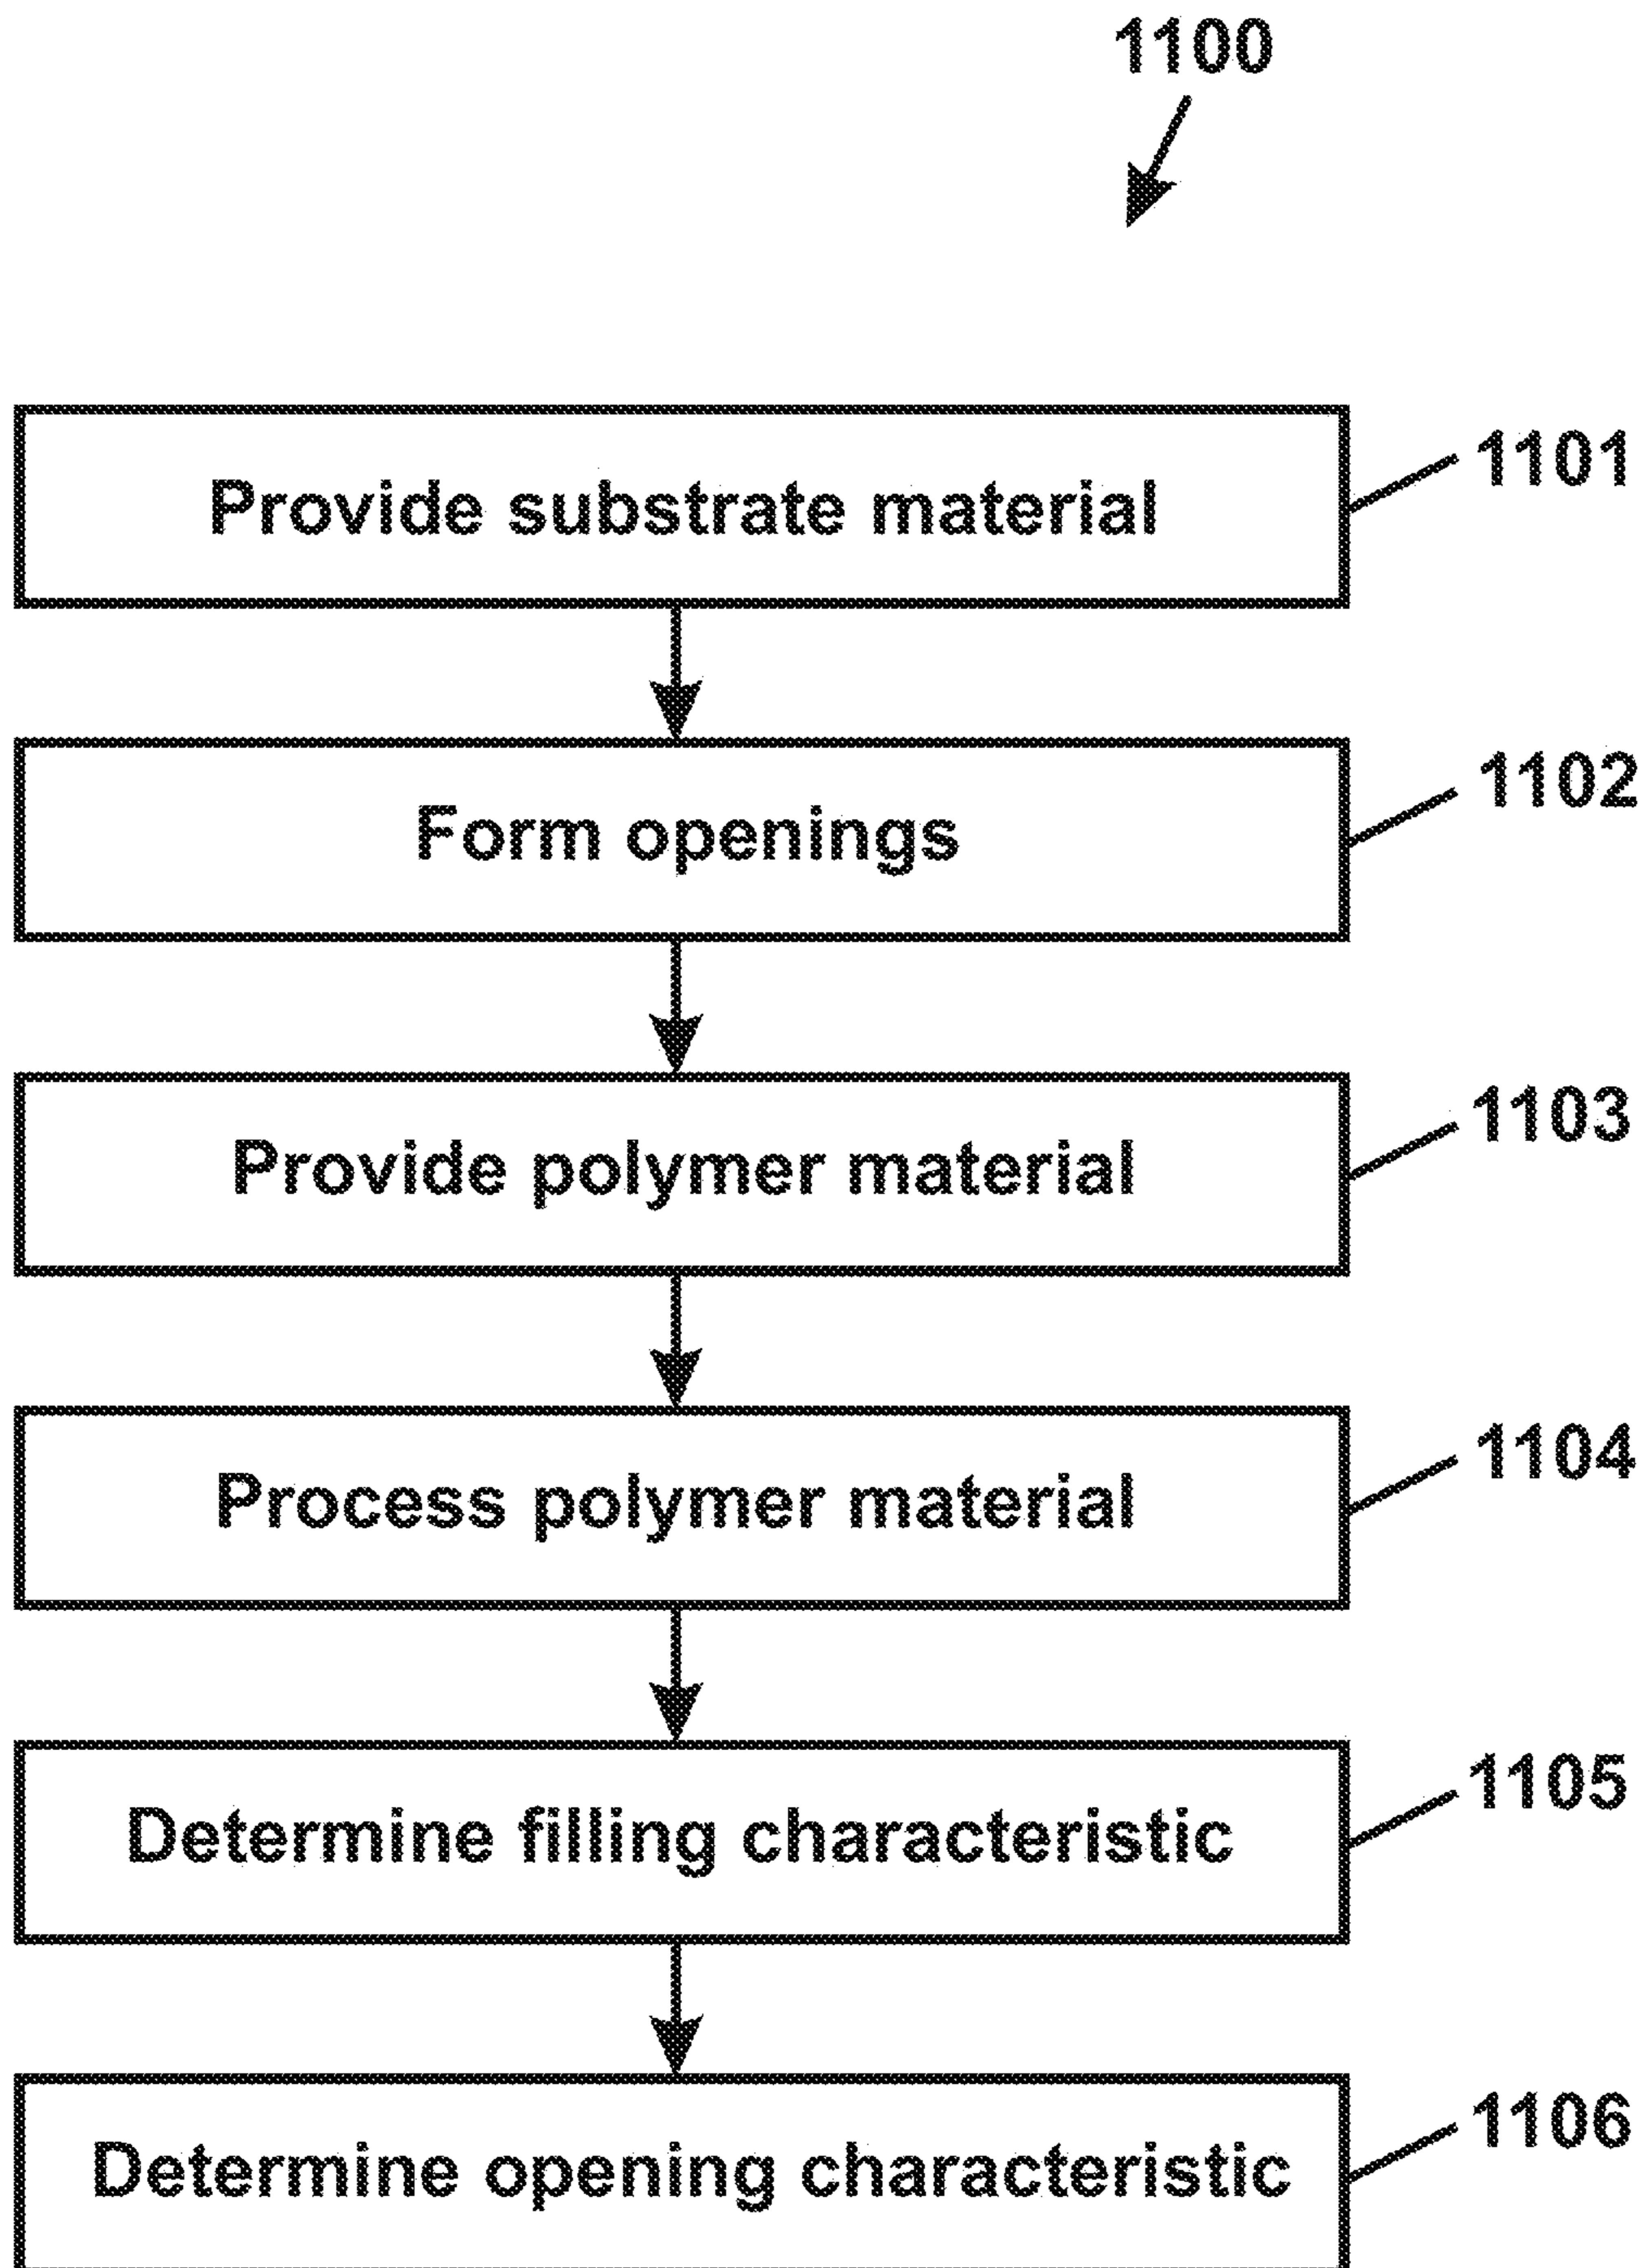 1100
Provide substrate material
1101
Form openings
1102
Provide polymer material
1103
Process polymer material
1104
Determine filling characteristic
1105
Determine opening characteristic
1106